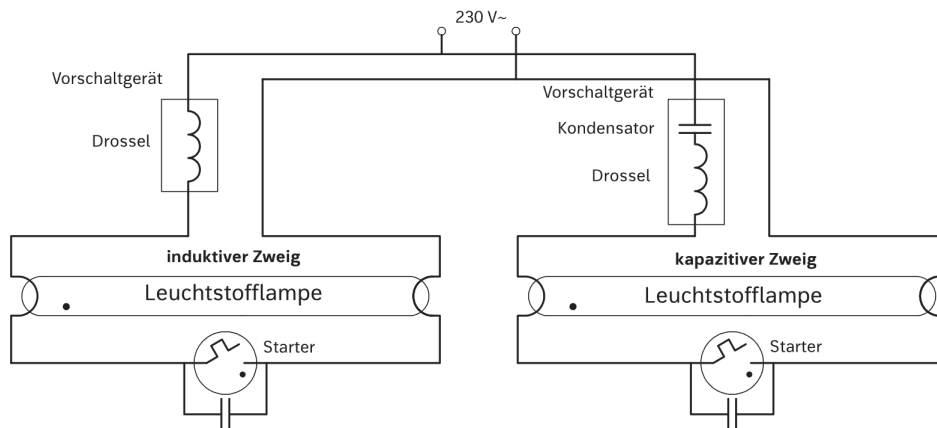 230 V~
Vorschaltgerät
Drossel
Vorschaltgerät
Kondensator
Drossel
induktiver Zweig
kapazitiver Zweig
Leuchtstofflampe
Leuchtstofflampe
Starter
Starter